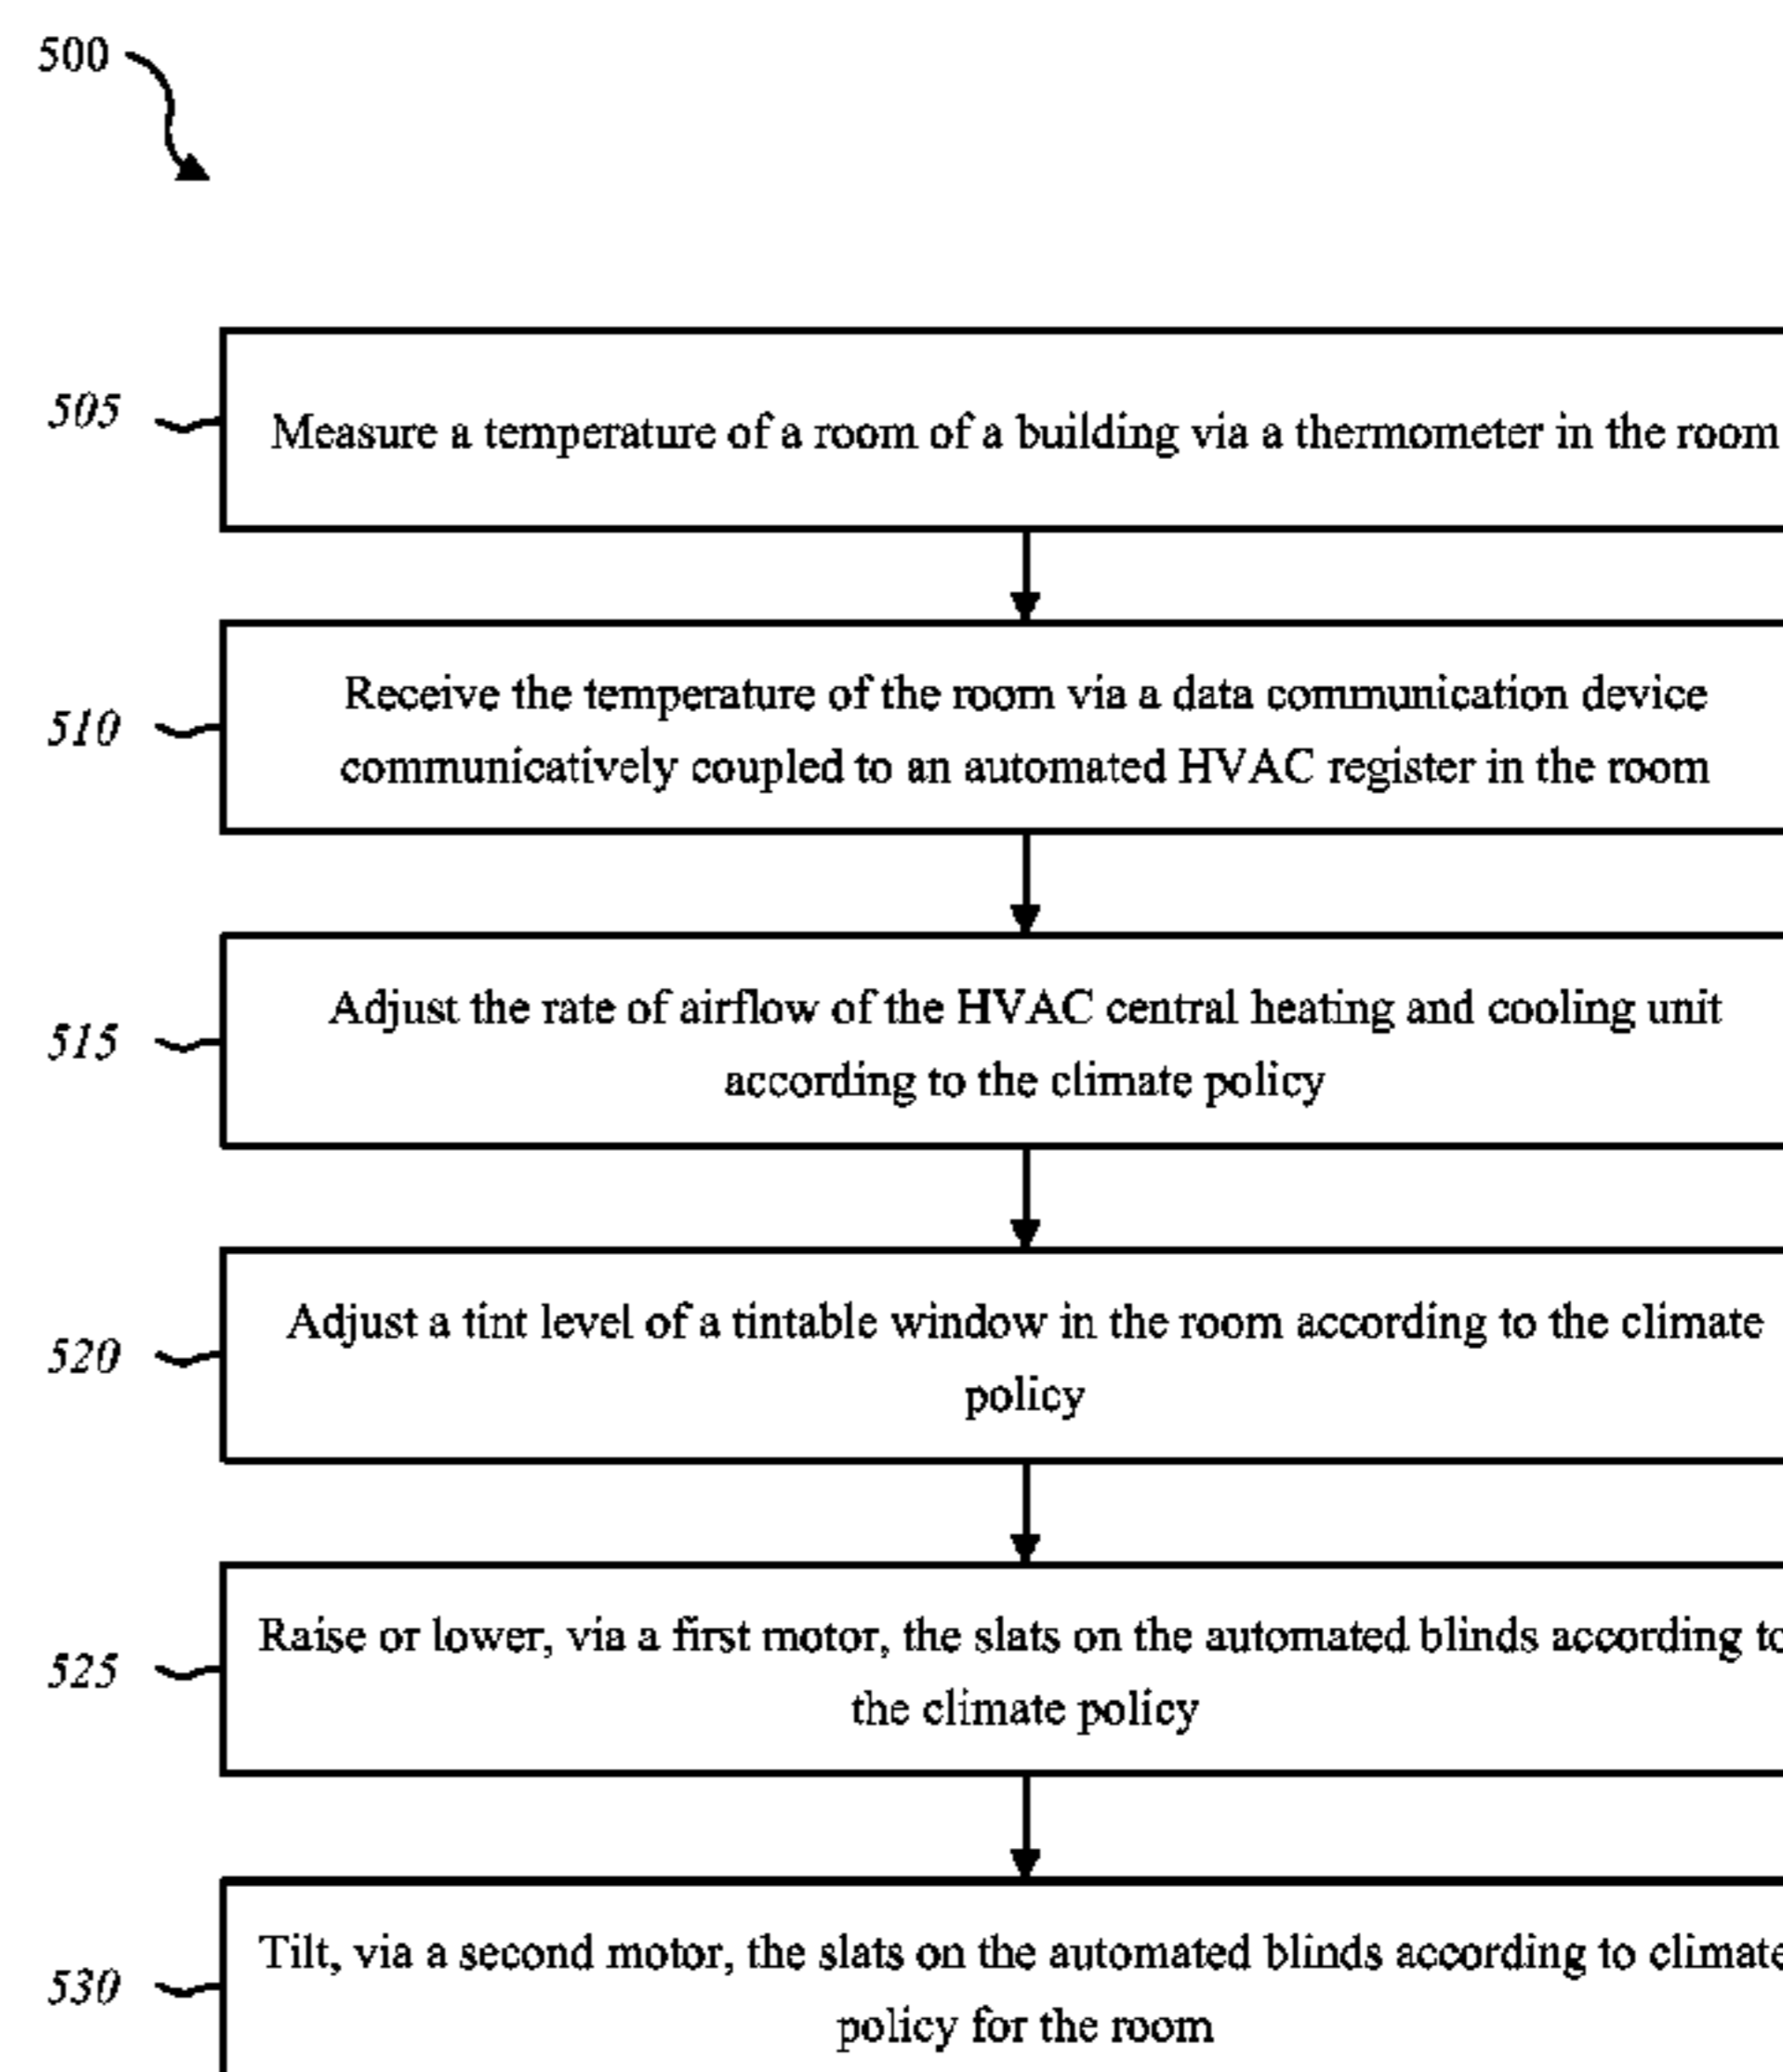 500
505
Measure a temperature of a room of a building via a thermometer in the room
510
Receive the temperature of the room via a data communication device
communicatively coupled to an automated HVAC register in the room
515
Adjust the rate of airflow of the HVAC central heating and cooling unit
according to the climate policy
520
Adjust a tint level of a tintable window in the room according to the climate
policy
525
Raise or lower, via a first motor, the slats on the automated blinds according to
the climate policy
530
Tilt, via a second motor, the slats on the automated blinds according to climate
policy for the room